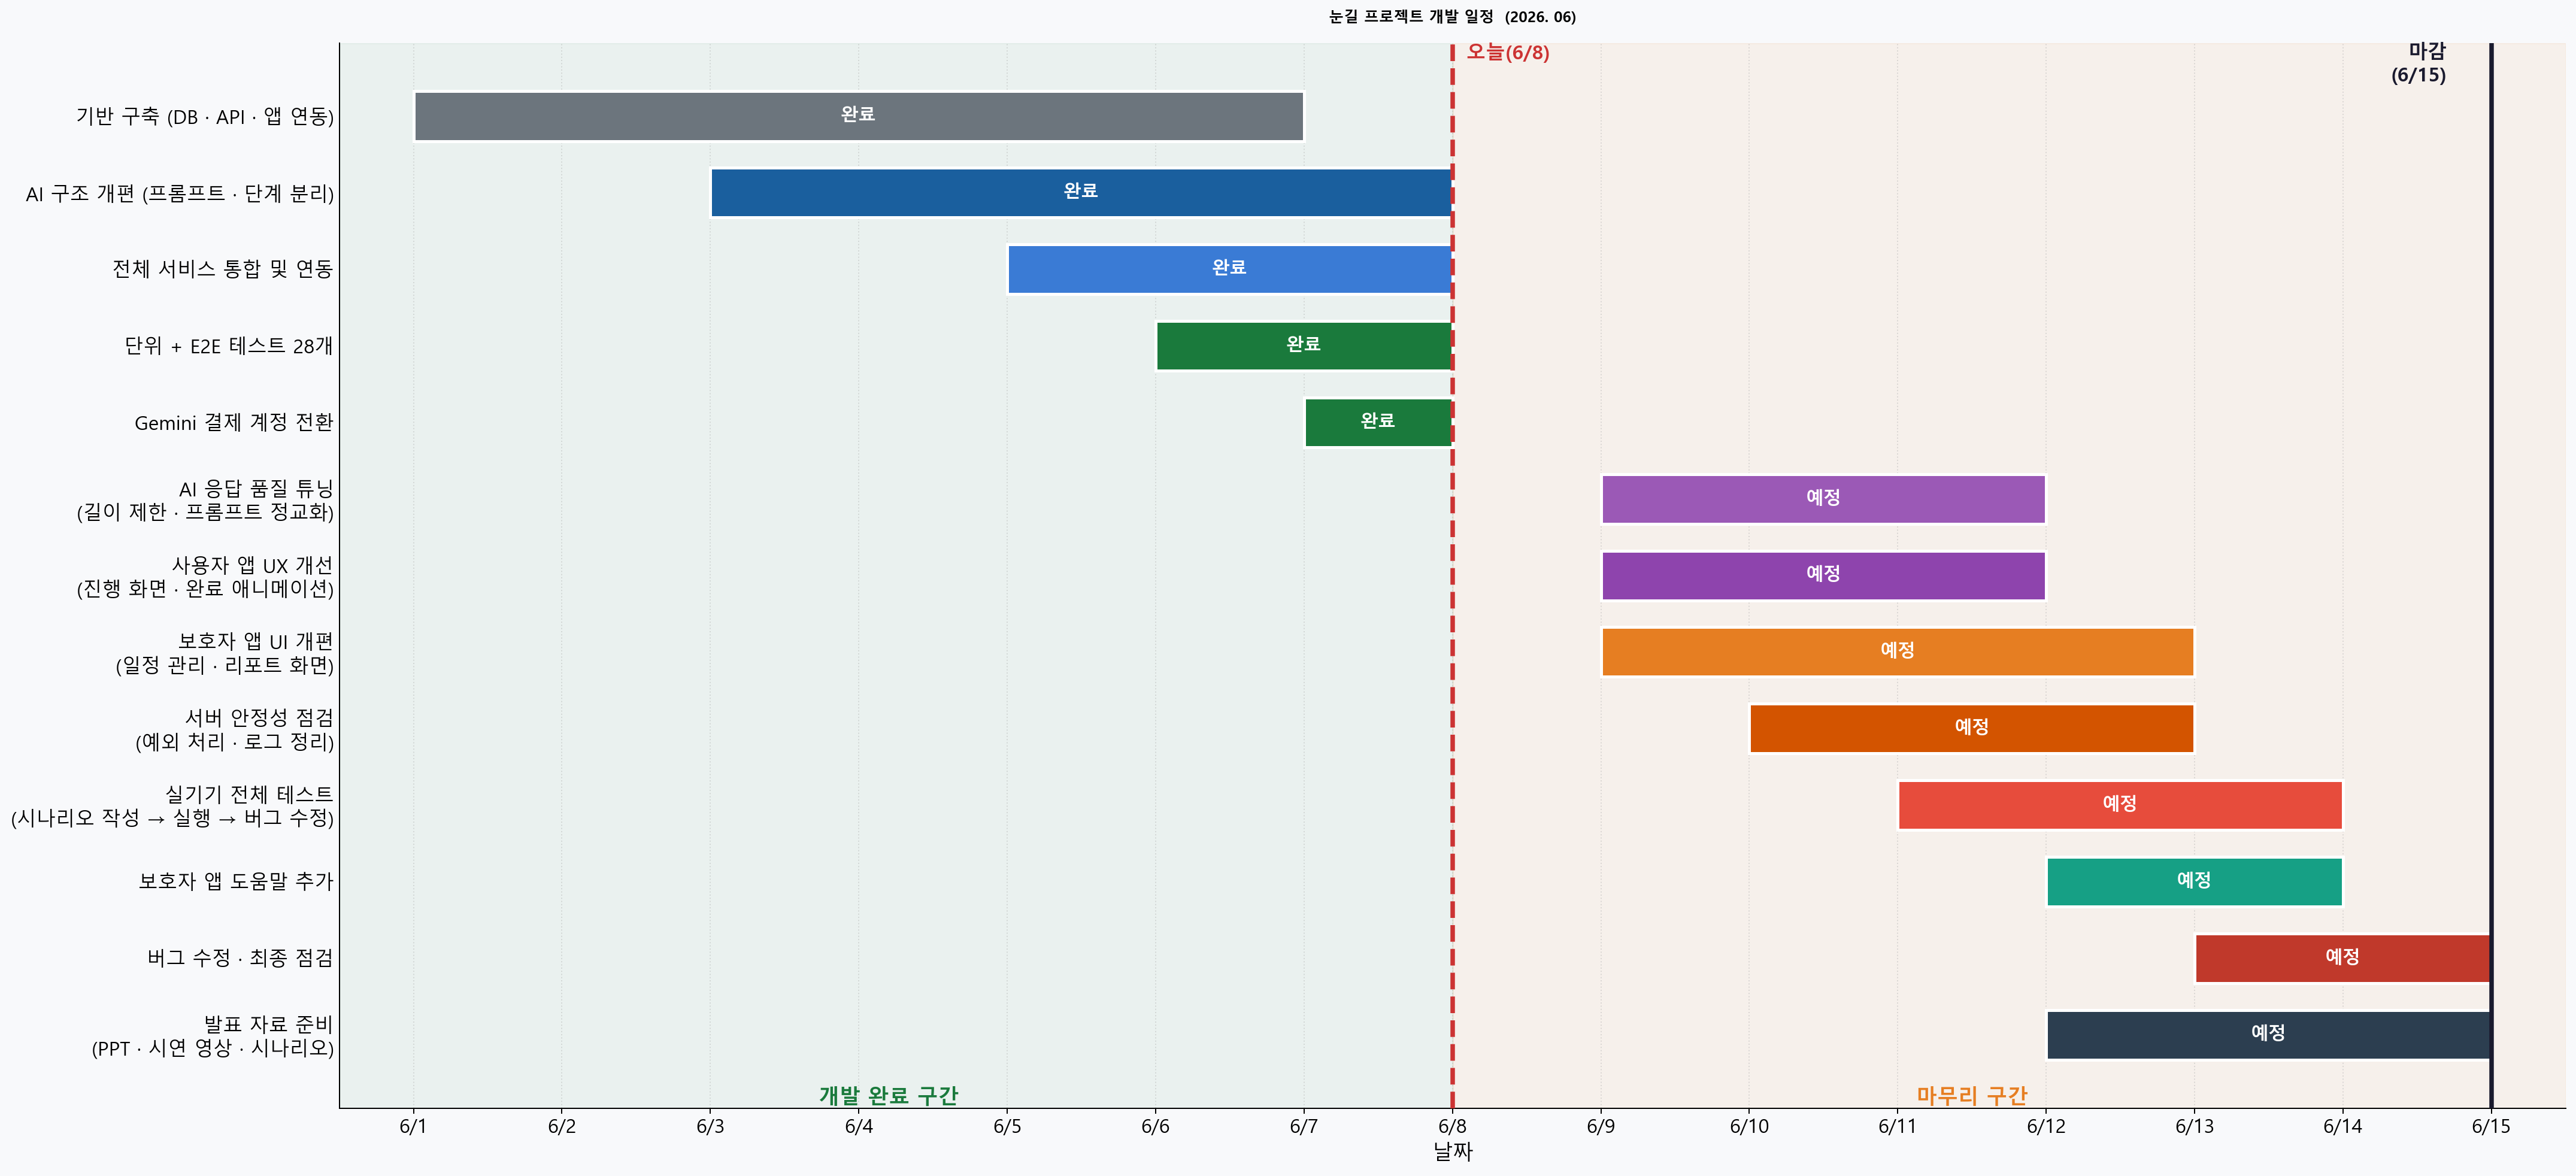 눈길 프로젝트 개발 일정 (2026. 06)
오늘(6/8)
마감
(6/15)
기반 구축 (DB · API · 앱 연동)
완료
AI 구조 개편 (프롬프트 · 단계 분리)
완료
전체 서비스 통합 및 연동
완료
단위 + E2E 테스트 28개
완료
Gemini 결제 계정 전환
완료
AI 응답 품질 튜닝
(길이 제한 · 프롬프트 정교화)
예정
사용자 앱 UX 개선
(진행 화면 · 완료 애니메이션)
예정
보호자 앱 UI 개편
(일정 관리 · 리포트 화면)
예정
서버 안정성 점검
(예외 처리 · 로그 정리)
예정
실기기 전체 테스트
(시나리오 작성 → 실행 → 버그 수정)
예정
보호자 앱 도움말 추가
예정
버그 수정 · 최종 점검
예정
발표 자료 준비
(PPT · 시연 영상 · 시나리오)
예정
개발 완료 구간
마무리 구간
6/1 6/2 6/3 6/4 6/5 6/6 6/7 6/8 6/9 6/10 6/11 6/12 6/13 6/14 6/15
날짜